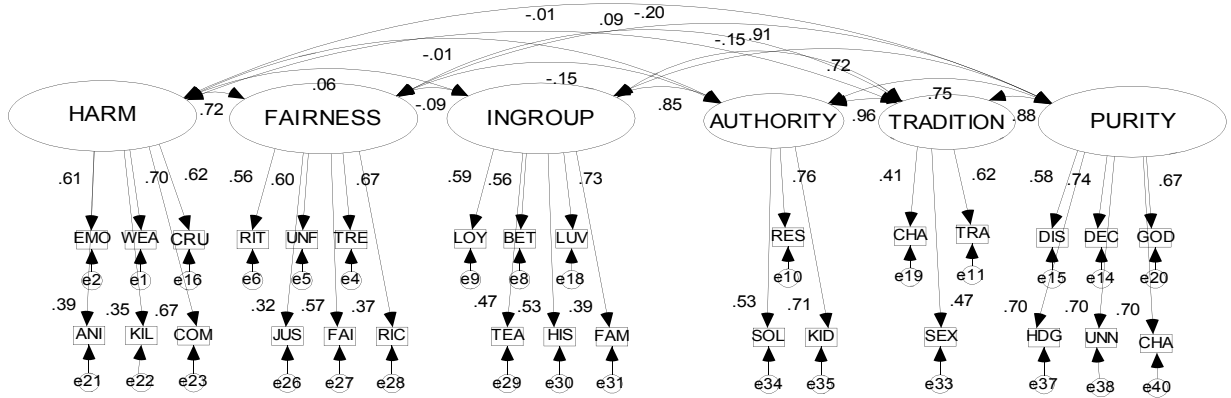 -.01 .09 -.20
-.15 .91
-.01 .72
.06 -.15
HARM .72 FAIRNESS -.09 INGROUP .85 AUTHORITY .96 TRADITION .75 .88 PURITY
.61 .70 .62 .56 .60 .67 .59 .56 .73 .76 .41 .62 .58 .74 .67
EMO WEA CRU RIT UNF TRE LOY BET LUV RES CHA TRA DIS DEC GOD
e2 e1 e16 e6 e5 e4 e9 e8 e18 e10 e19 e11 e15 e14 e20
.39 .35 .67 .32 .57 .37 .47 .53 .39 .53 .71 .47 .70 .70 .70
ANI KIL COM JUS FAI RIC TEA HIS FAM SOL KID SEX HDG UNN CHA
e21 e22 e23 e26 e27 e28 e29 e30 e31 e34 e35 e33 e37 e38 e40